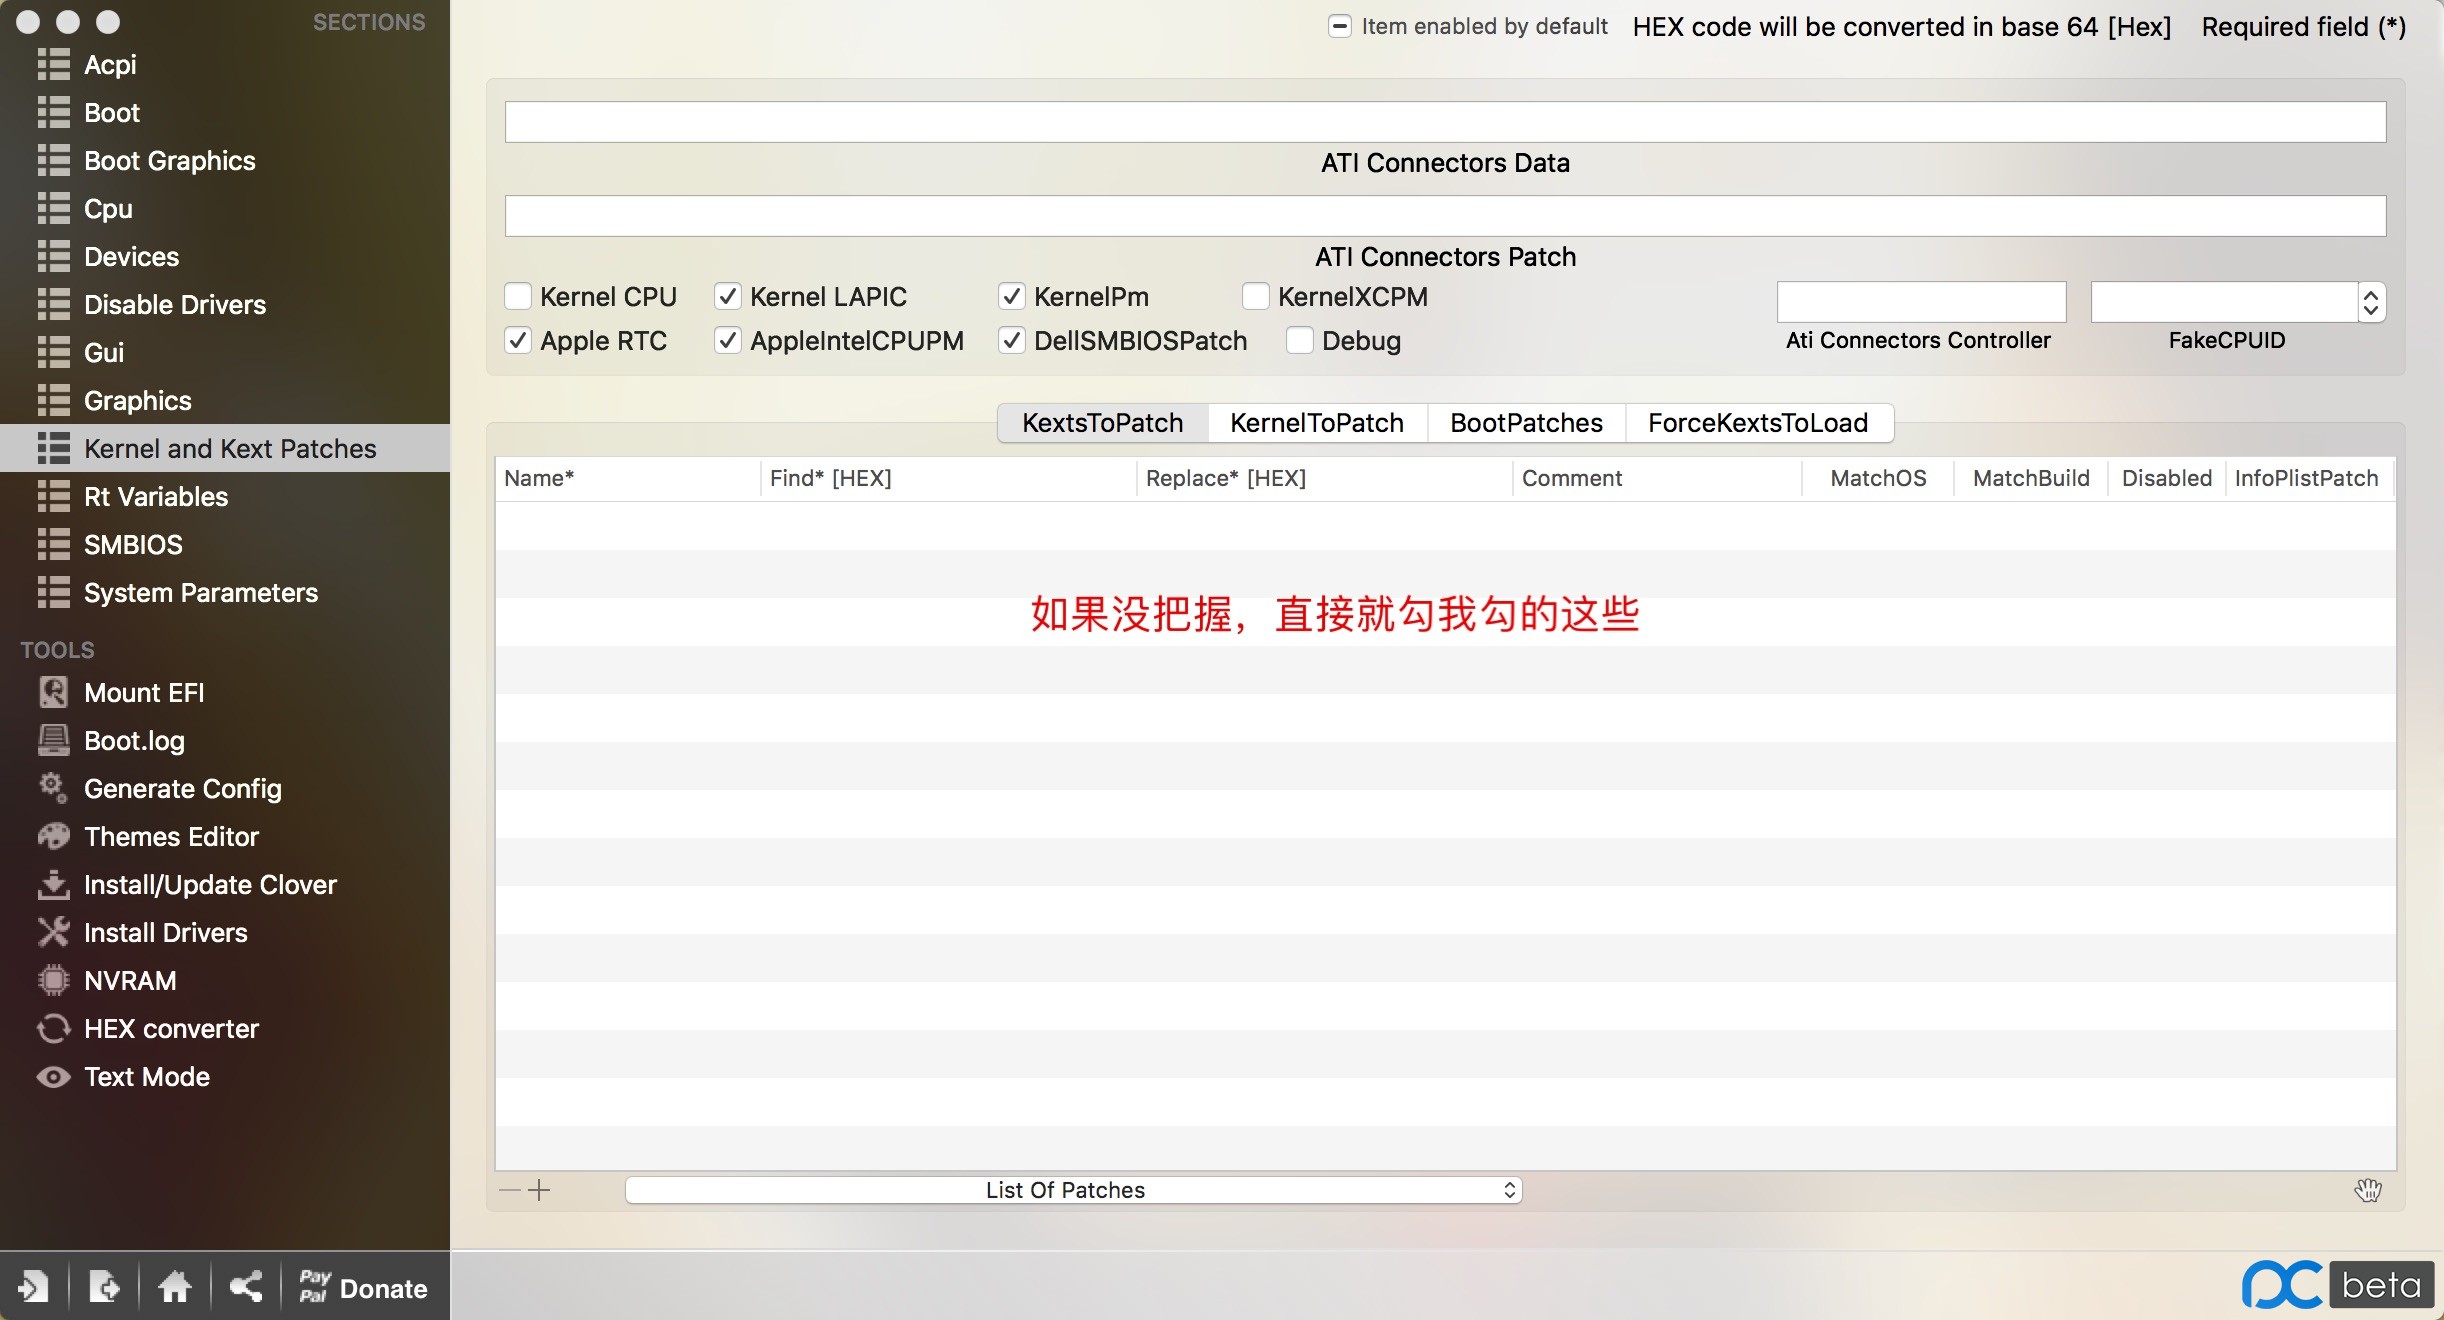 SECTIONS
Acpi
Boot
Boot Graphics
Cpu
Devices
Disable Drivers
Gui
Graphics
Kernel and Kext Patches
Rt Variables
SMBIOS
System Parameters
TOOLS
Mount EFI
Boot.log
Generate Config
Themes Editor
Install/Update Clover
Install Drivers
NVRAM
HEX converter
Text Mode
Pay
Pal Donate
Item enabled by default HEX code will be converted in base 64 [Hex] Required field (*)
ATI Connectors Data
ATI Connectors Patch
Kernel CPU Kernel LAPIC KernelPm KernelXCPM
Apple RTC AppleIntelCPUPM DellSMBIOSPatch Debug Ati Connectors Controller FakeCPUID
KextsToPatch KernelToPatch BootPatches ForceKextsToLoad
Name* Find* [HEX] Replace* [HEX] Comment MatchOS MatchBuild Disabled InfoPlistPatch
如果没把握，直接就勾我勾的这些
List Of Patches
pc beta